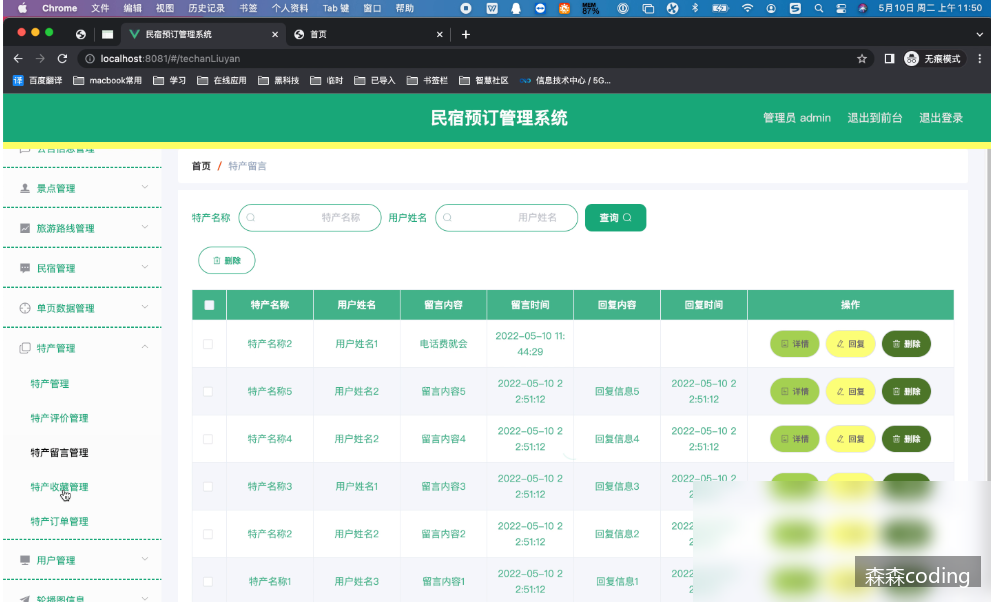 Chrome 文件 编辑 视图 历史记录 书签 个人资料 Tab 键 窗口 帮助 MEM 87% 5月10日 周二 上午11:50
民宿预订管理系统 首页
localhost:8081/#/techanLiuyan 无痕模式
译 百度翻译 macbook常用 学习 在线应用 黑科技 临时 已导入 书签栏 智慧社区 信息技术中心 / 5G...
民宿预订管理系统 管理员 admin 退出到前台 退出登录
公告信息管理
景点管理
旅游路线管理
民宿管理
单页数据管理
特产管理
特产管理
特产评价管理
特产留言管理
特产收藏管理
特产订单管理
用户管理
轮播图信息
首页 / 特产留言
特产名称 特产名称 用户姓名 用户姓名 查询
删除
特产名称 用户姓名 留言内容 留言时间 回复内容 回复时间 操作
特产名称2 用户姓名1 电话费就会 2022-05-10 11:44:29 详情 回复 删除
特产名称5 用户姓名2 留言内容5 2022-05-10 22:51:12 回复信息5 2022-05-10 22:51:12 详情 回复 删除
特产名称4 用户姓名2 留言内容4 2022-05-10 22:51:12 回复信息4 2022-05-10 22:51:12 详情 回复 删除
特产名称3 用户姓名1 留言内容3 2022-05-10 22:51:12 回复信息3 2022-05-10 2
特产名称2 用户姓名2 留言内容2 2022-05-10 22:51:12 回复信息2 2022
特产名称1 用户姓名3 留言内容1 2022-05-10 22:51:12 回复信息1 2022
森森coding